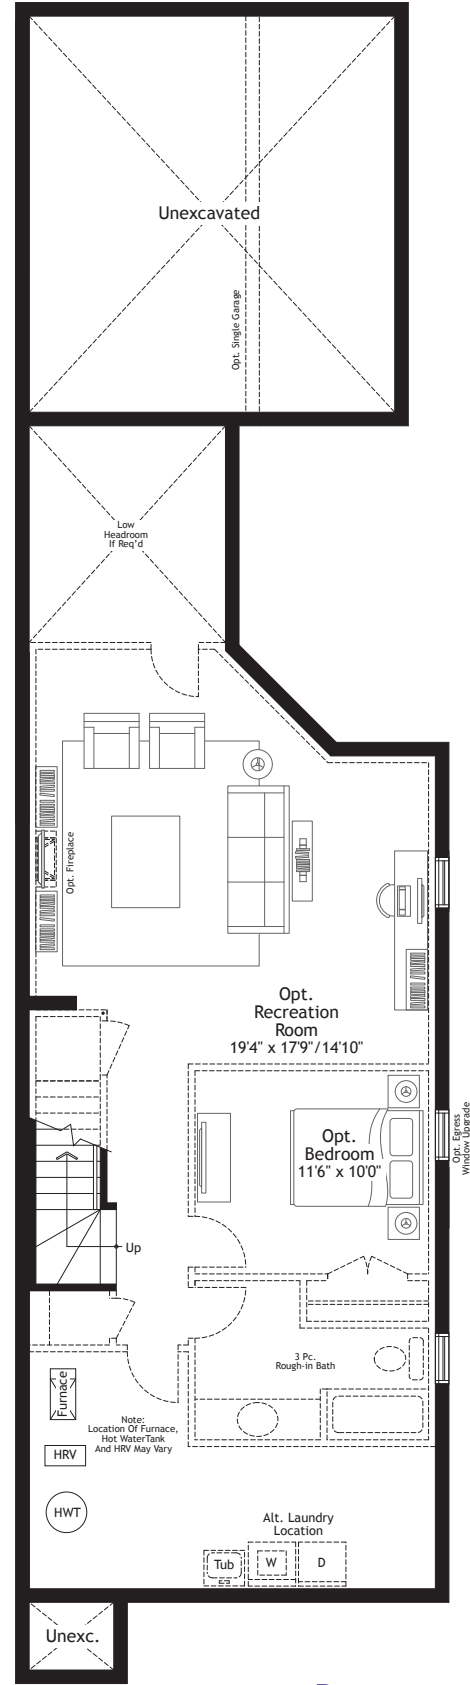 Unexcavated
Opt. Single Garage
Low
Headroom
If Req'd
Opt. Fireplace
Opt.
Recreation
Room
19'4" x 17'9"/14'10"
Opt.
Bedroom
11'6" x 10'0"
Opt. Egress
Window Upgrade
Up
3 Pc.
Rough-in Bath
Furnace
Note:
Location Of Furnace,
Hot WaterTank
And HRV May Vary
HRV
HWT
Alt. Laundry
Location
Tub
W
D
Unexc.